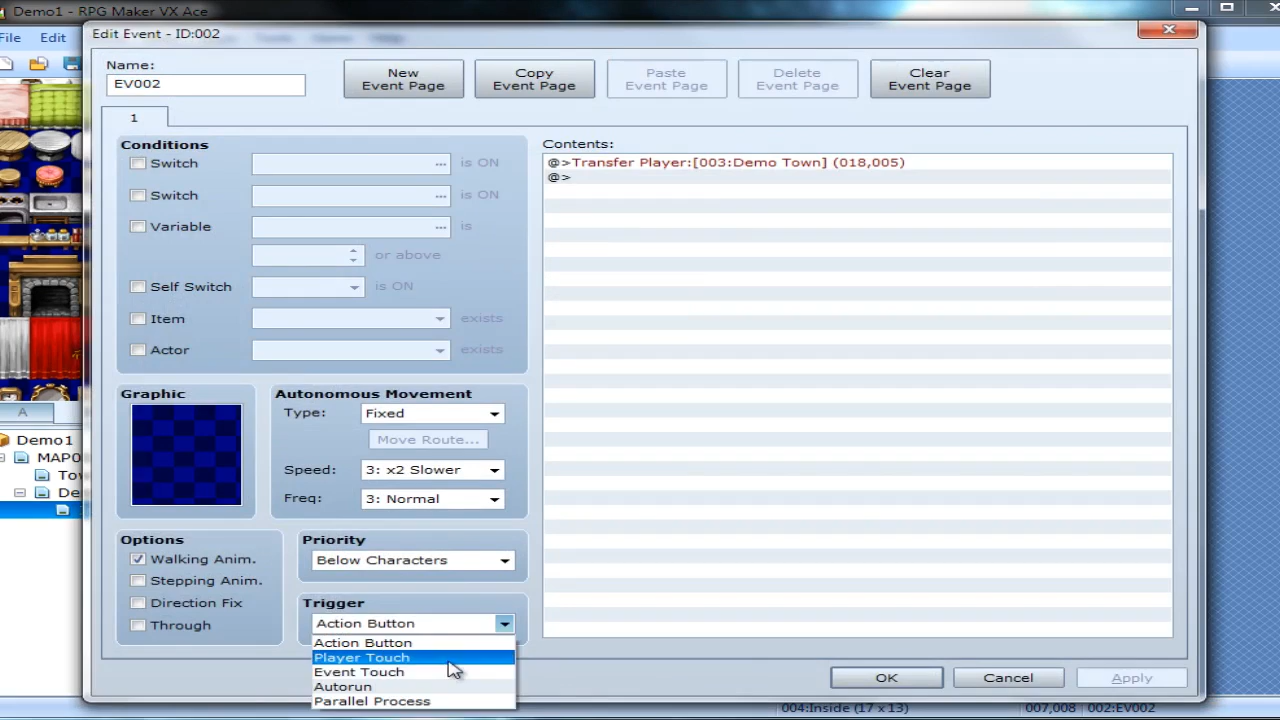 Demo1 - RPG Maker VX Ace
File Edit
Edit Event - ID:002
Name:
EV002
New
Event Page
Copy
Event Page
Paste
Event Page
Delete
Event Page
Clear
Event Page
1
Conditions
Switch ... is ON
Switch ... is ON
Variable ... is
or above
Self Switch is ON
Item exists
Actor exists
Graphic
Autonomous Movement
Type: Fixed
Move Route...
Speed: 3: x2 Slower
Freq: 3: Normal
Options
Walking Anim.
Stepping Anim.
Direction Fix
Through
Priority
Below Characters
Trigger
Action Button
Action Button
Player Touch
Event Touch
Autorun
Parallel Process
Contents:
@>Transfer Player:[003:Demo Town] (018,005)
@>
OK Cancel Apply
A
Demo1
MAP0
Tov
De
004:Inside (17 x 13) 007,008 002:EV002